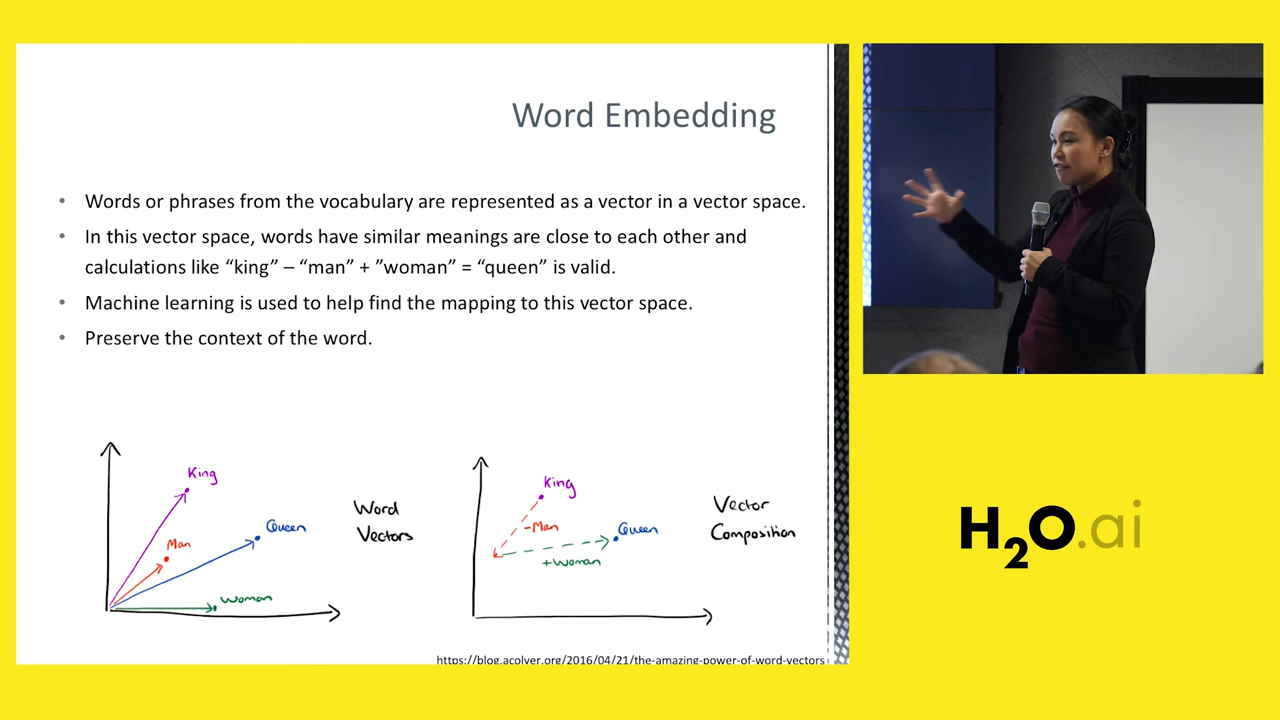 Word Embedding
• Words or phrases from the vocabulary are represented as a vector in a vector space.
• In this vector space, words have similar meanings are close to each other and
calculations like “king” – “man” + ”woman” = “queen” is valid.
• Machine learning is used to help find the mapping to this vector space.
• Preserve the context of the word.
King
Queen
Man
Woman
Word
Vectors
King
-Man
Queen
+Woman
Vector
Composition
https://blog.acolyer.org/2016/04/21/the-amazing-power-of-word-vectors
H2O.ai